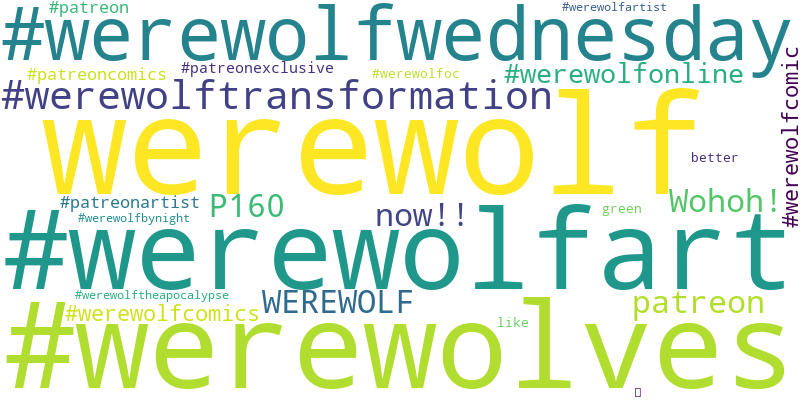 #patreon
#werewolfartist
#werewolfwednesday
#patreoncomics
#patreonexclusive
#werewolfoc
#werewolfonline
#werewolftransformation
#werewolfcomic
werewolf
better
#patreonartist
P160
now!!
green
Wohoh!
#werewolfbynight
#werewolfart
#werewolftheapocalypse
WEREWOLF
patreon
#werewolfcomics
like
#werewolves